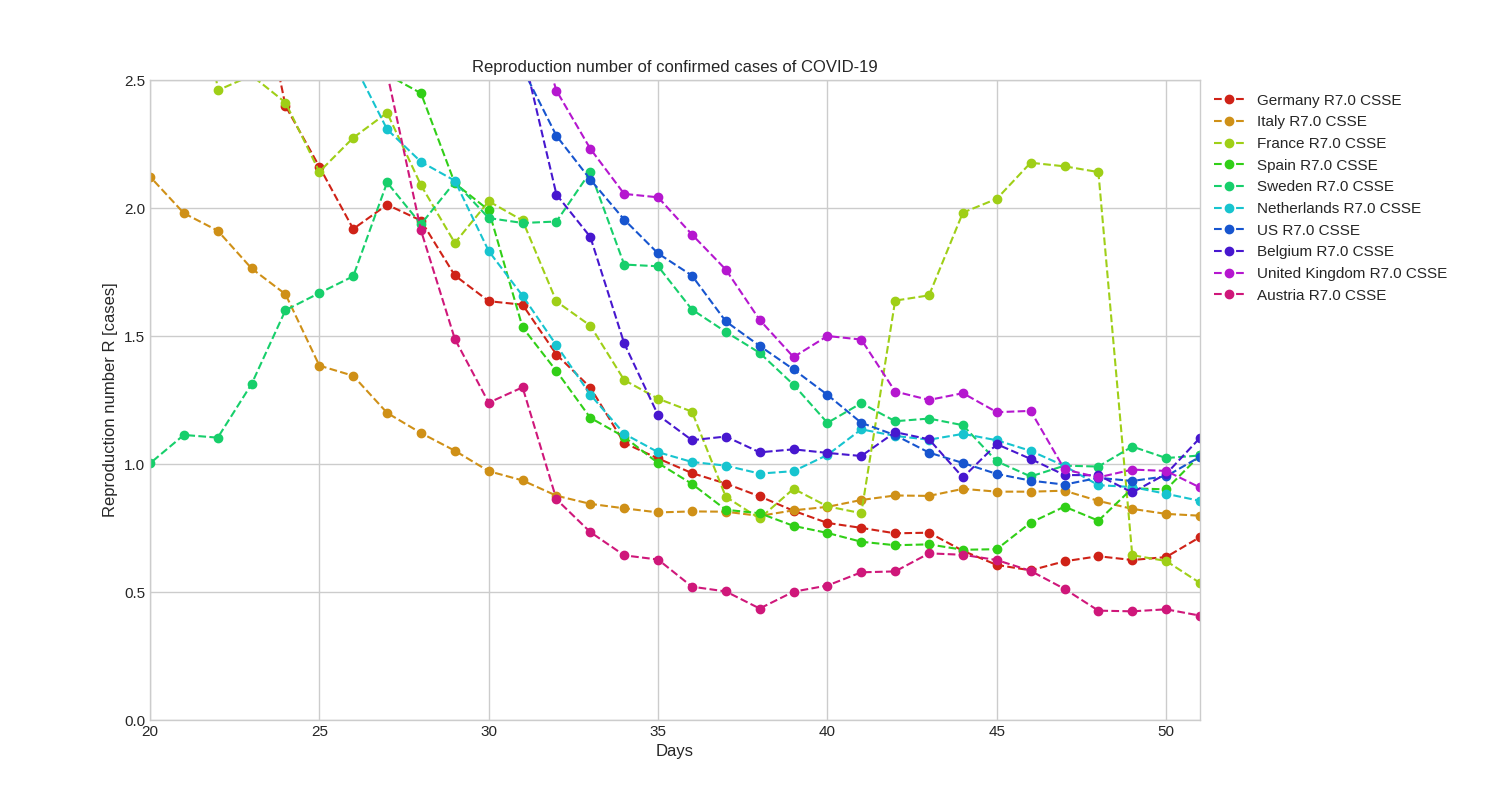 Reproduction number of confirmed cases of COVID-19
Reproduction number R [cases]
2.5
2.0
1.5
1.0
0.5
0.0
20 25 30 35 40 45 50
Days
Germany R7.0 CSSE
Italy R7.0 CSSE
France R7.0 CSSE
Spain R7.0 CSSE
Sweden R7.0 CSSE
Netherlands R7.0 CSSE
US R7.0 CSSE
Belgium R7.0 CSSE
United Kingdom R7.0 CSSE
Austria R7.0 CSSE